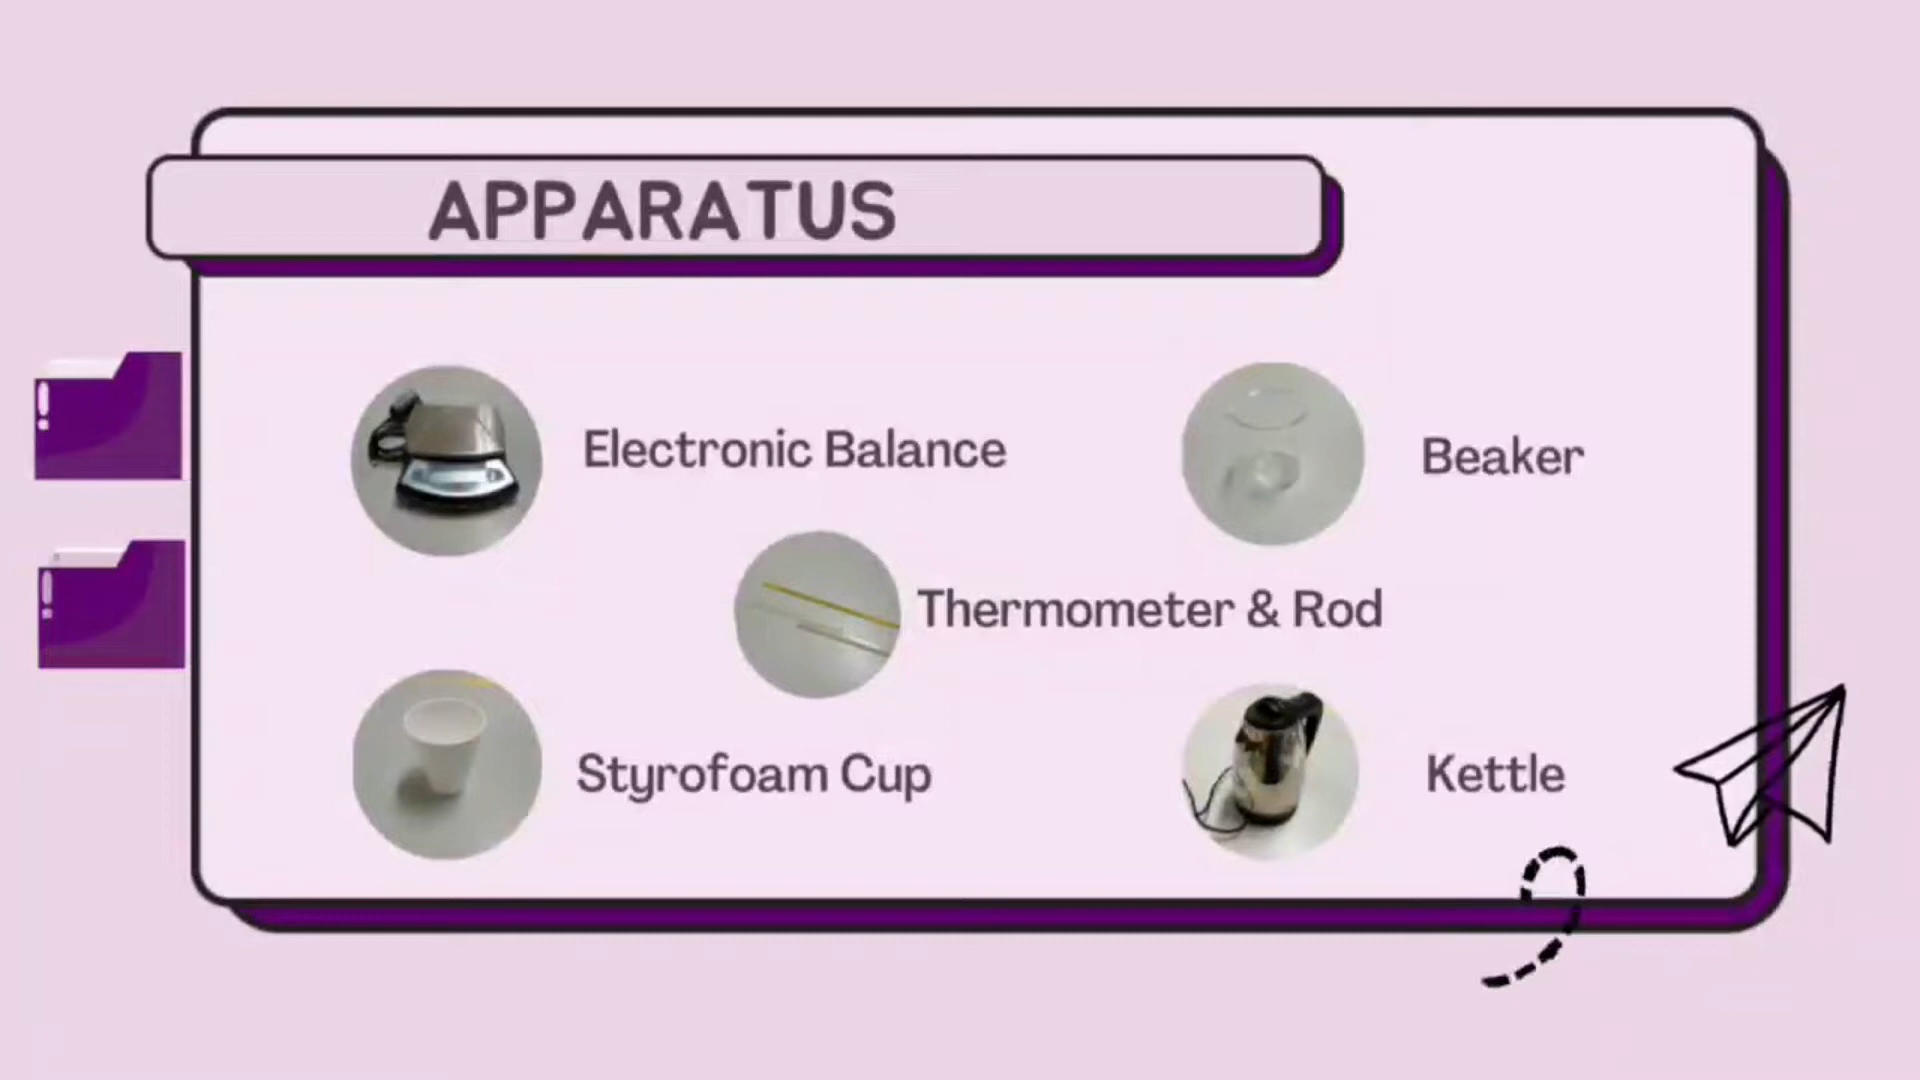 APPARATUS
Electronic Balance
Beaker
Thermometer & Rod
Styrofoam Cup
Kettle